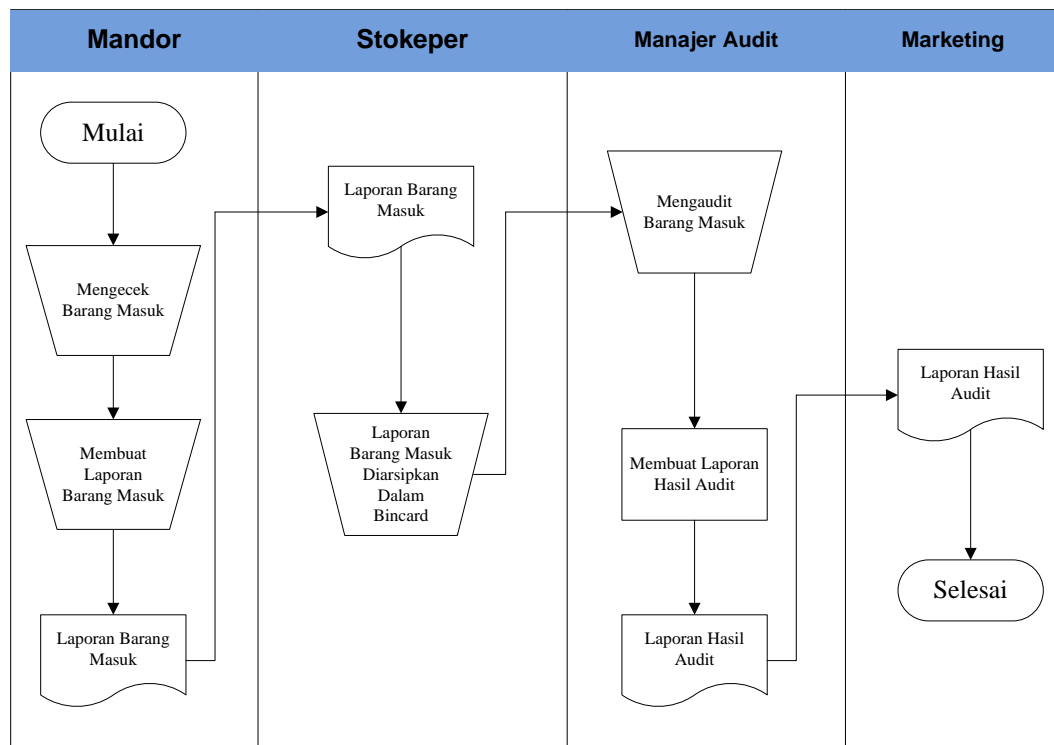 Mandor
Stokeper
Manajer Audit
Marketing
Mulai
Mengecek
Barang Masuk
Membuat
Laporan
Barang Masuk
Laporan Barang
Masuk
Laporan Barang
Masuk
Laporan
Barang Masuk
Diarsipkan
Dalam
Bincard
Mengaudit
Barang Masuk
Membuat Laporan
Hasil Audit
Laporan Hasil
Audit
Laporan Hasil
Audit
Selesai